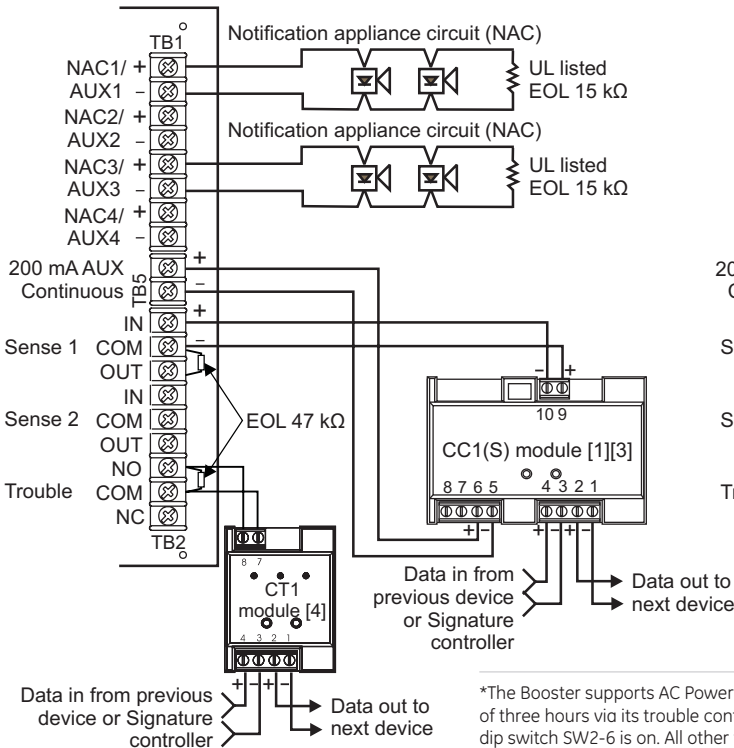 TB1
Notification appliance circuit (NAC)
NAC1/ +
AUX1 –
UL listed
EOL 15 kΩ
NAC2/ +
AUX2 –
Notification appliance circuit (NAC)
NAC3/ +
AUX3 –
UL listed
EOL 15 kΩ
NAC4/ +
AUX4 –
200 mA AUX +
Continuous –
TB5
IN +
Sense 1 COM –
OUT
IN
Sense 2 COM
OUT
EOL 47 kΩ
NO
Trouble COM
NC
TB2
– +
10 9
CC1(S) module [1][3]
8 7 6 5 4 3 2 1
+ – + – + –
Data in from
previous device
or Signature
controller
Data out to
next device
8 7
CT1
module [4]
4 3 2 1
+ – + –
Data in from previous
device or Signature
controller
Data out to
next device
20
C
S
S
Tr
*The Booster supports AC Power
of three hours via its trouble con
dip switch SW2-6 is on. All other